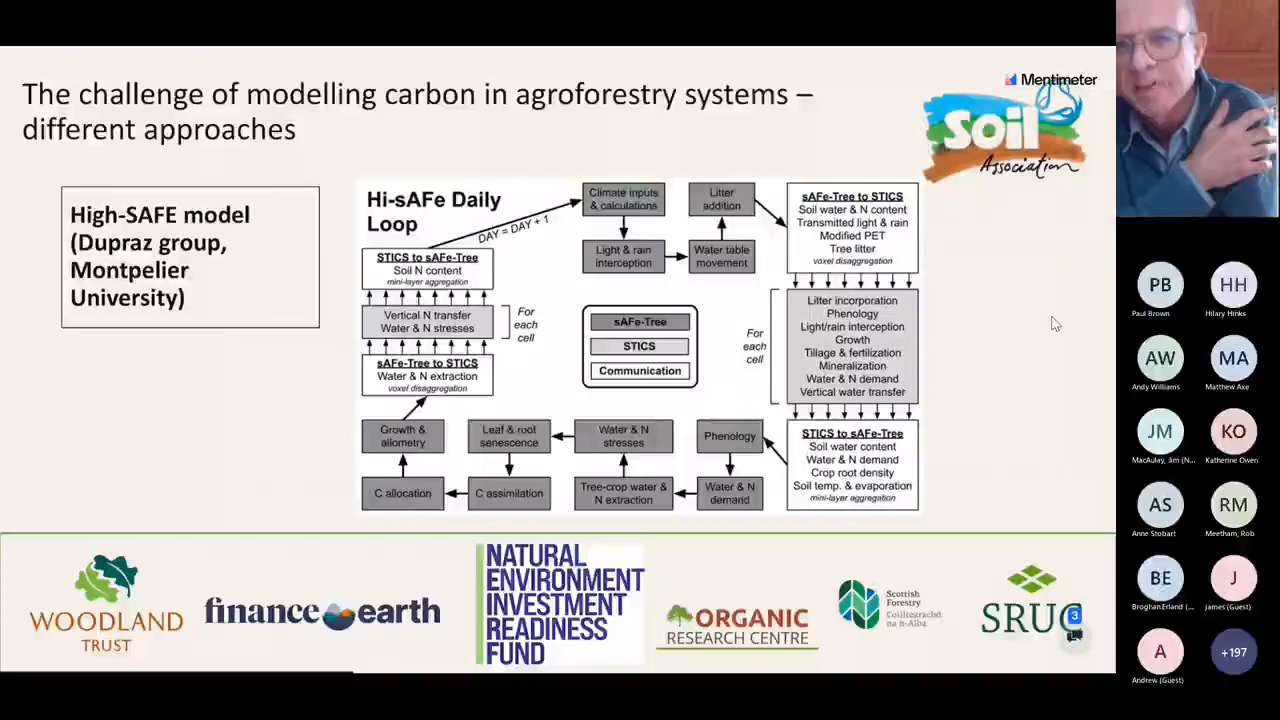 The challenge of modelling carbon in agroforestry systems –
different approaches
Mentimeter
Soil
Association
High-SAFE model
(Dupraz group,
Montpelier
University)
Hi-sAFe Daily
Loop
DAY = DAY + 1
Climate inputs
& calculations
Litter
addition
Light & rain
interception
Water table
movement
sAFe-Tree to STICS
Soil water & N content
Transmitted light & rain
Modified PET
Tree litter
voxel disaggregation
STICS to sAFe-Tree
Soil N content
mini-layer aggregation
Vertical N transfer
Water & N stresses
For
each
cell
sAFe-Tree to STICS
Water & N extraction
voxel disaggregation
sAFe-Tree
STICS
Communication
For
each
cell
Litter incorporation
Phenology
Light/rain interception
Growth
Tillage & fertilization
Mineralization
Water & N demand
Vertical water transfer
Growth &
allometry
Leaf & root
senescence
Water & N
stresses
Phenology
STICS to sAFe-Tree
Soil water content
Water & N demand
Crop root density
Soil temp. & evaporation
mini-layer aggregation
C allocation
C assimilation
Tree-crop water &
N extraction
Water & N
demand
WOODLAND
TRUST
finance earth
NATURAL
ENVIRONMENT
INVESTMENT
READINESS
FUND
ORGANIC
RESEARCH CENTRE
Scottish
Forestry
Coilltearachd
na h-Alba
SRUC
3
PB
Paul Brown
HH
Hilary Hinks
AW
Andy Williams
MA
Matthew Axe
JM
MacAulay, Jim (N...
KO
Katherine Owen
AS
Anne Stobart
RM
Meetham, Rob
BE
Broghan Erland (...
J
james (Guest)
A
Andrew (Guest)
+197